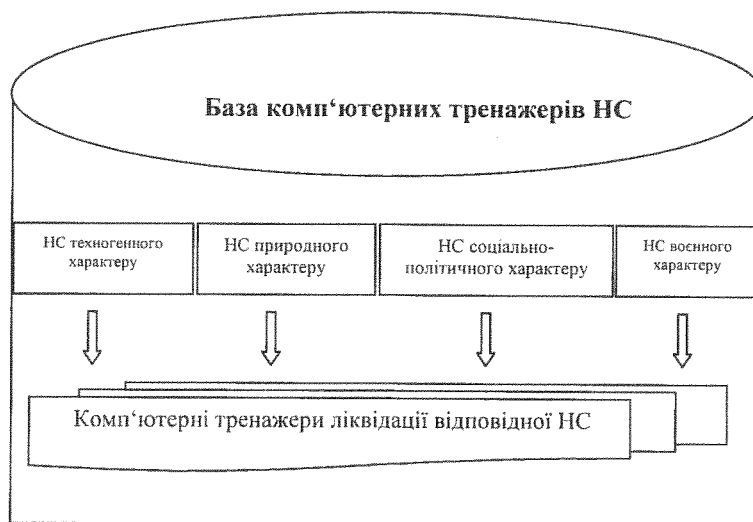 База комп‘ютерних тренажерів НС
НС техногенного
характеру
НС природного
характеру
НС соціально-
політичного характеру
НС воєнного
характеру
Комп‘ютерні тренажери ліквідації відповідної НС